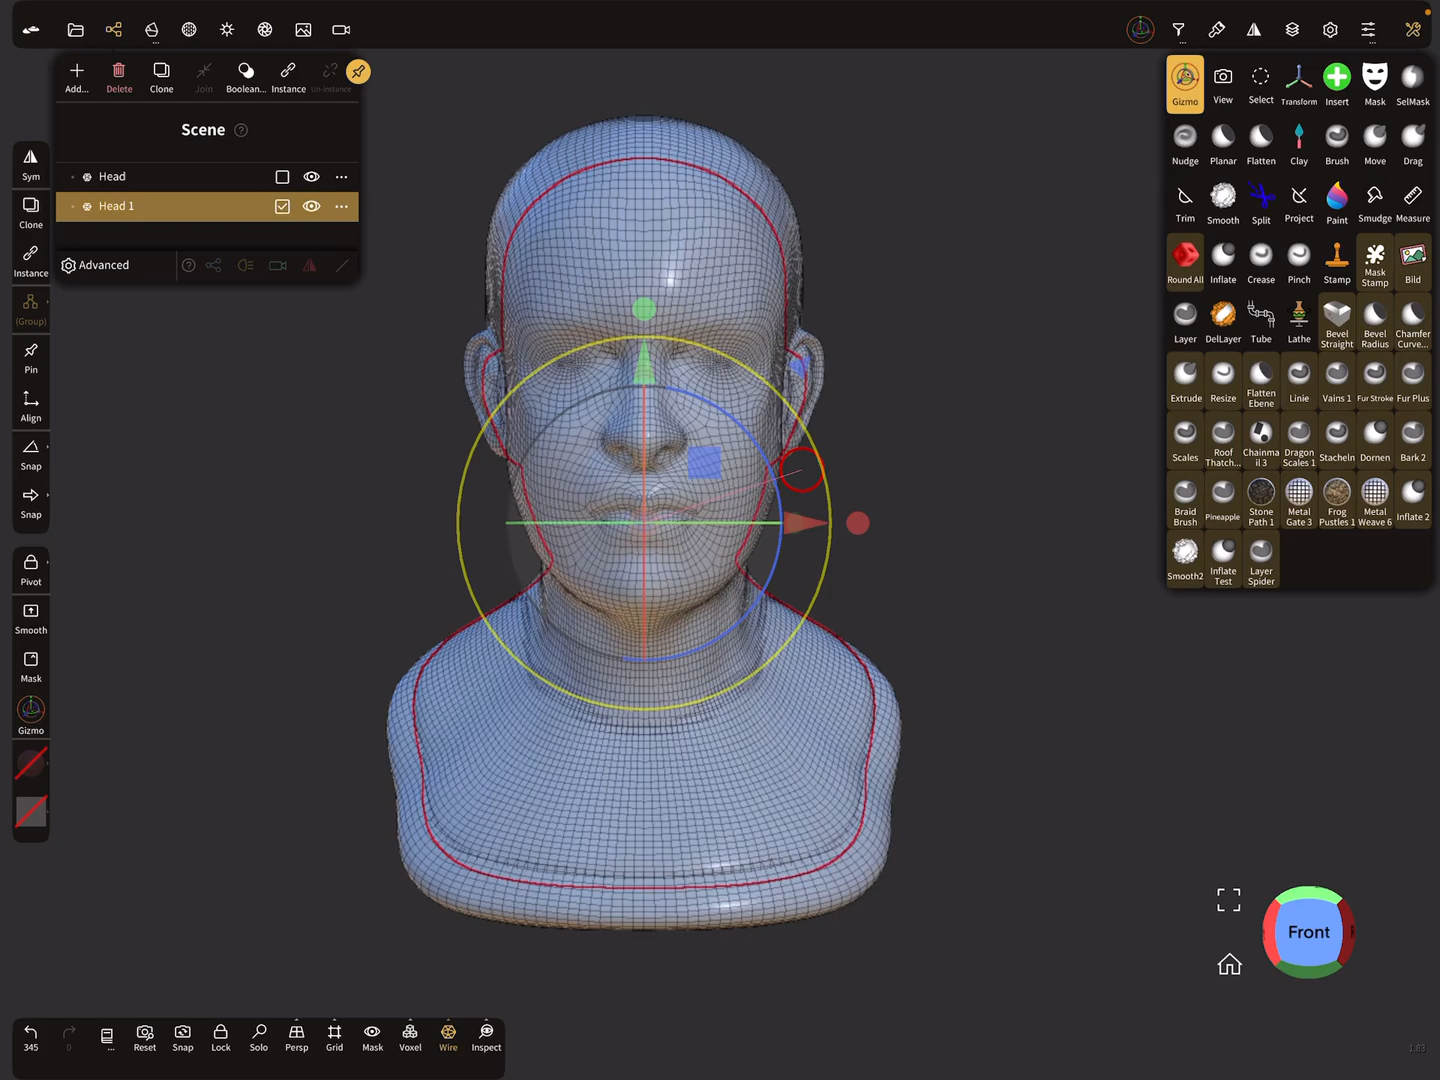 Add...
Delete
Clone
Join
Boolean...
Instance
Un-instance
Scene
?
Head
Head 1
Advanced
?
Sym
Clone
Instance
(Group)
Pin
Align
Snap
Snap
Pivot
Smooth
Mask
Gizmo
Gizmo
View
Select
Transform
Insert
Mask
SelMask
Nudge
Planar
Flatten
Clay
Brush
Move
Drag
Trim
Smooth
Split
Project
Paint
Smudge
Measure
Round All
Inflate
Crease
Pinch
Stamp
Mask
Stamp
Bild
Layer
DelLayer
Tube
Lathe
Bevel
Straight
Bevel
Radius
Chamfer
Curve...
Extrude
Resize
Flatten
Ebene
Linie
Vains 1
Fur Stroke
Fur Plus
Scales
Roof
Thatch...
Chainma
il 3
Dragon
Scales 1
Stacheln
Dornen
Bark 2
Braid
Brush
Pineapple
Stone
Path 1
Metal
Gate 3
Frog
Pustles 1
Metal
Weave 6
Inflate 2
Smooth2
Inflate
Test
Layer
Spider
Front
345
0
...
Reset
Snap
Lock
Solo
Persp
Grid
Mask
Voxel
Wire
Inspect
1.83